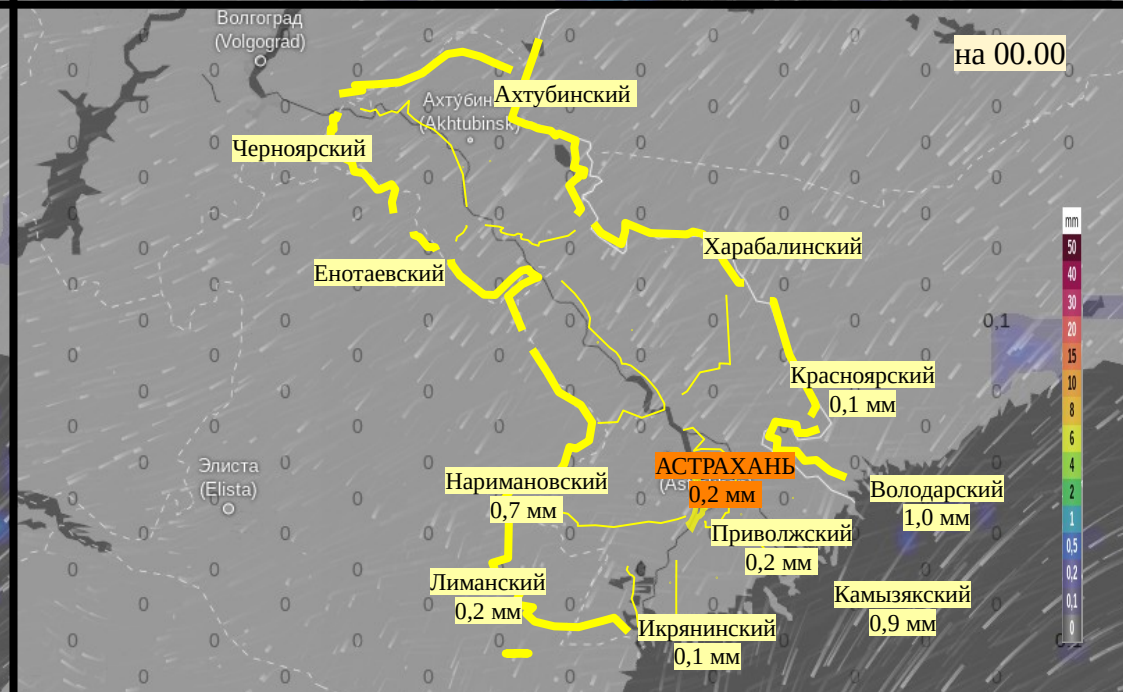 Волгоград
(Volgograd)
на 00.00
Ахтубинский
(Akhtubinsk)
Черноярский
Харабалинский
Енотаевский
mm
50
40
30
20
15
10
8
6
4
2
1
0,5
0,2
0,1
0
0,1
Красноярский
0,1 мм
Элиста
(Elista)
АСТРАХАНЬ
0,2 мм
Наримановский
0,7 мм
Володарский
1,0 мм
Приволжский
0,2 мм
Лиманский
0,2 мм
Камызякский
0,9 мм
Икрянинский
0,1 мм